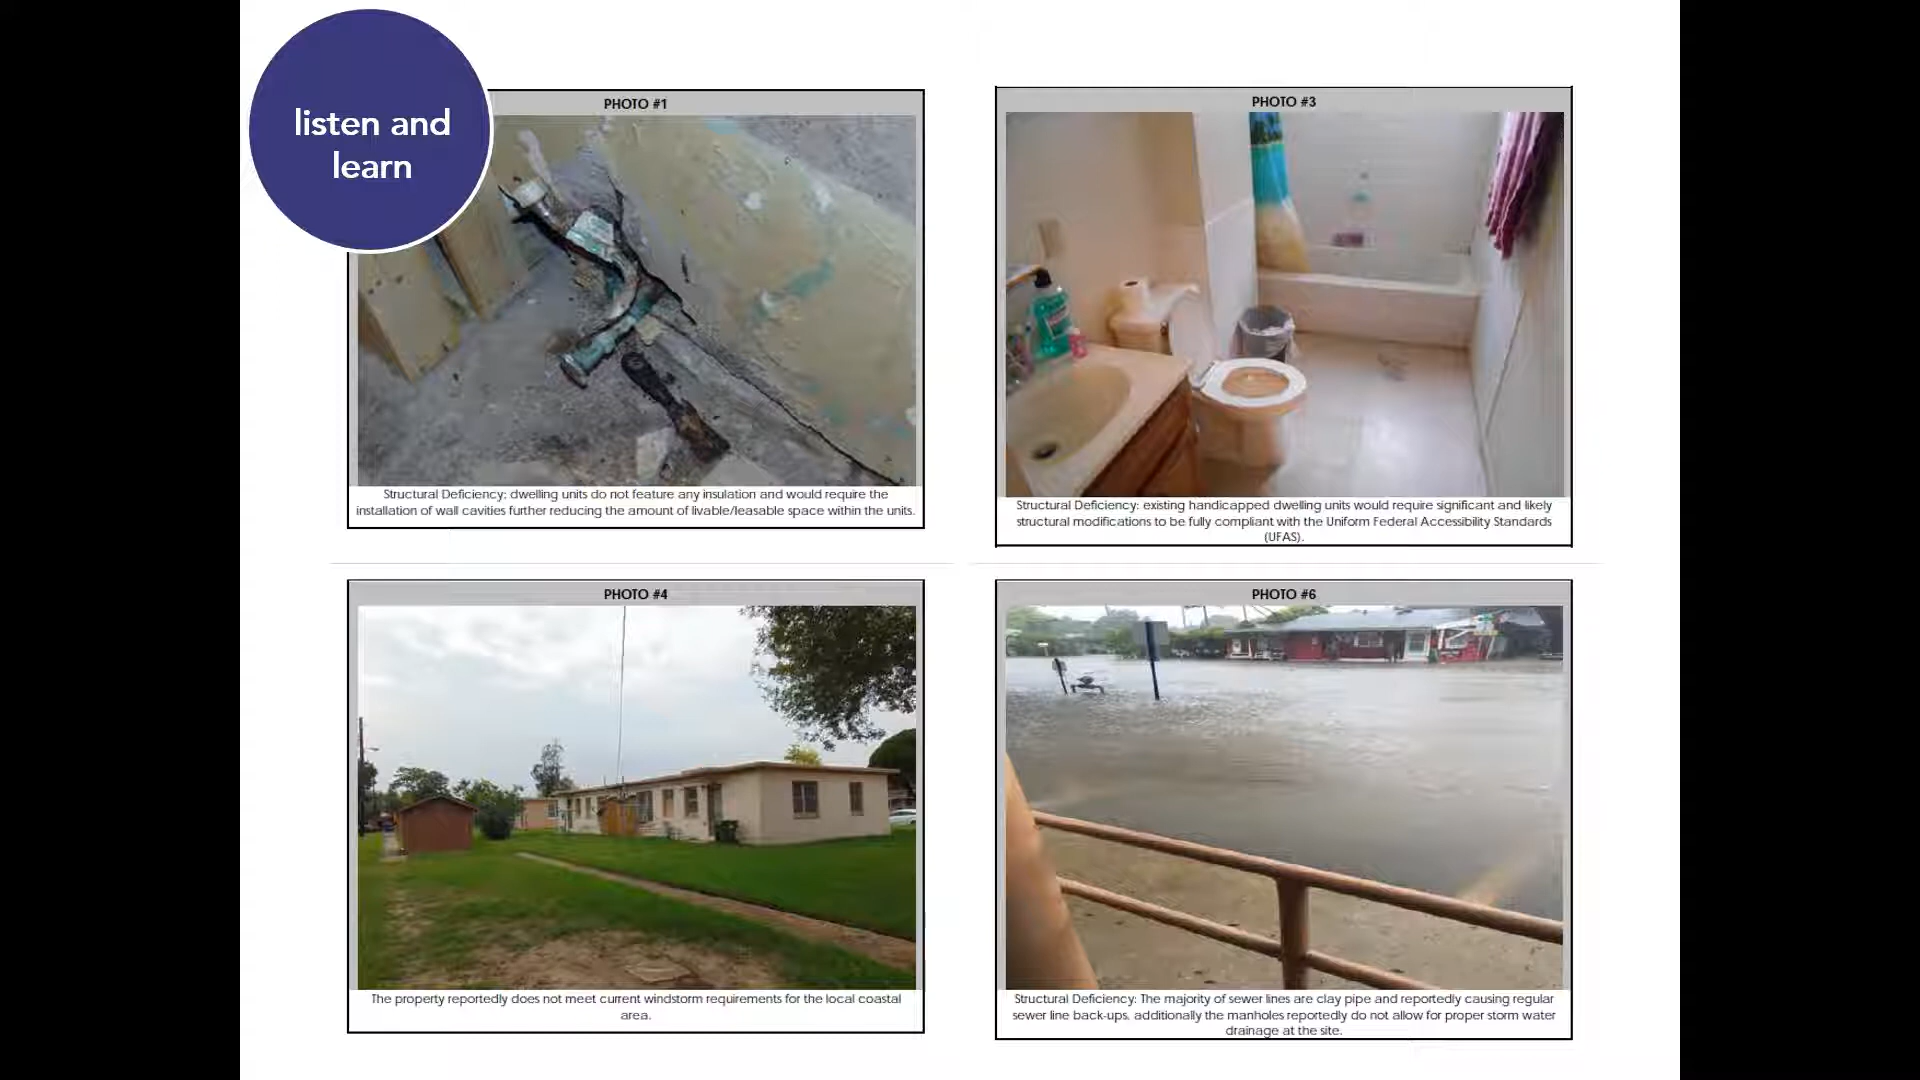 listen and
learn
PHOTO #1
Structural Deficiency: dwelling units do not feature any insulation and would require the
installation of wall cavities further reducing the amount of livable/leasable space within the units.
PHOTO #3
Structural Deficiency: existing handicapped dwelling units would require significant and likely
structural modifications to be fully compliant with the Uniform Federal Accessibility Standards
(UFAS).
PHOTO #4
The property reportedly does not meet current windstorm requirements for the local coastal
area.
PHOTO #6
Structural Deficiency: The majority of sewer lines are clay pipe and reportedly causing regular
sewer line back-ups. additionally the manholes reportedly do not allow for proper storm water
drainage at the site.